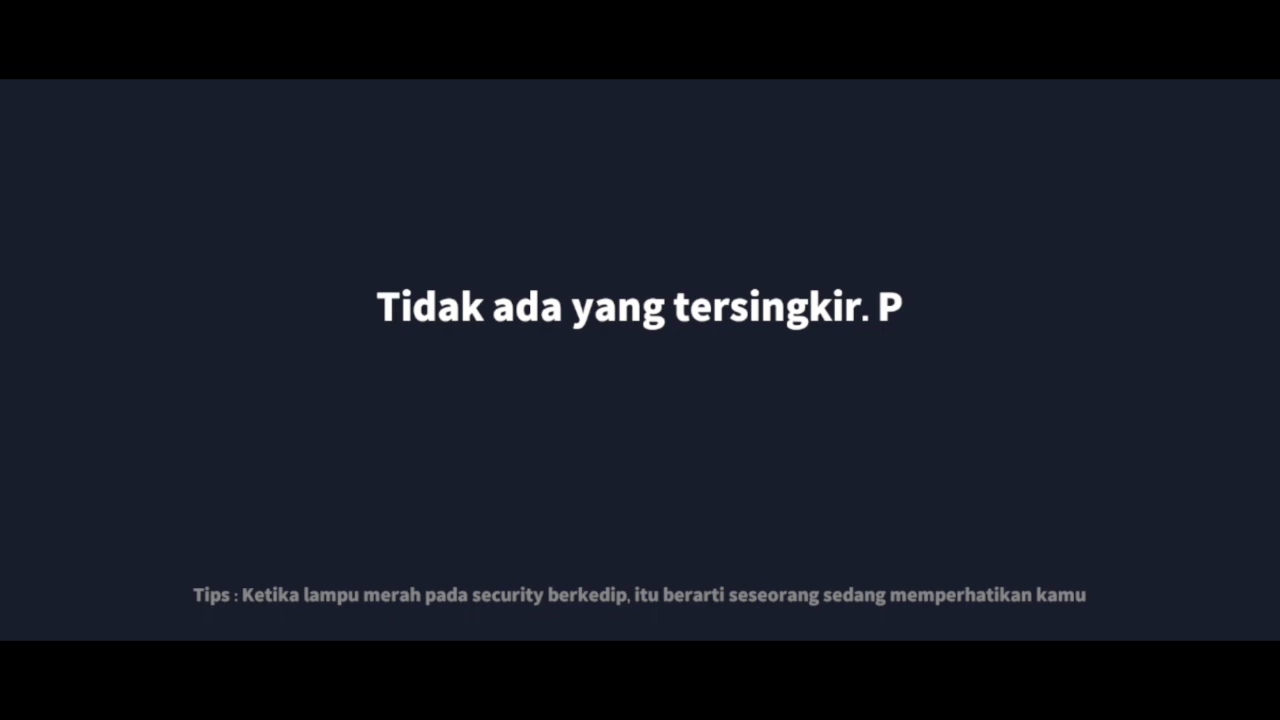 Tidak ada yang tersingkir. P
Tips : Ketika lampu merah pada security berkedip, itu berarti seseorang sedang memperhatikan kamu